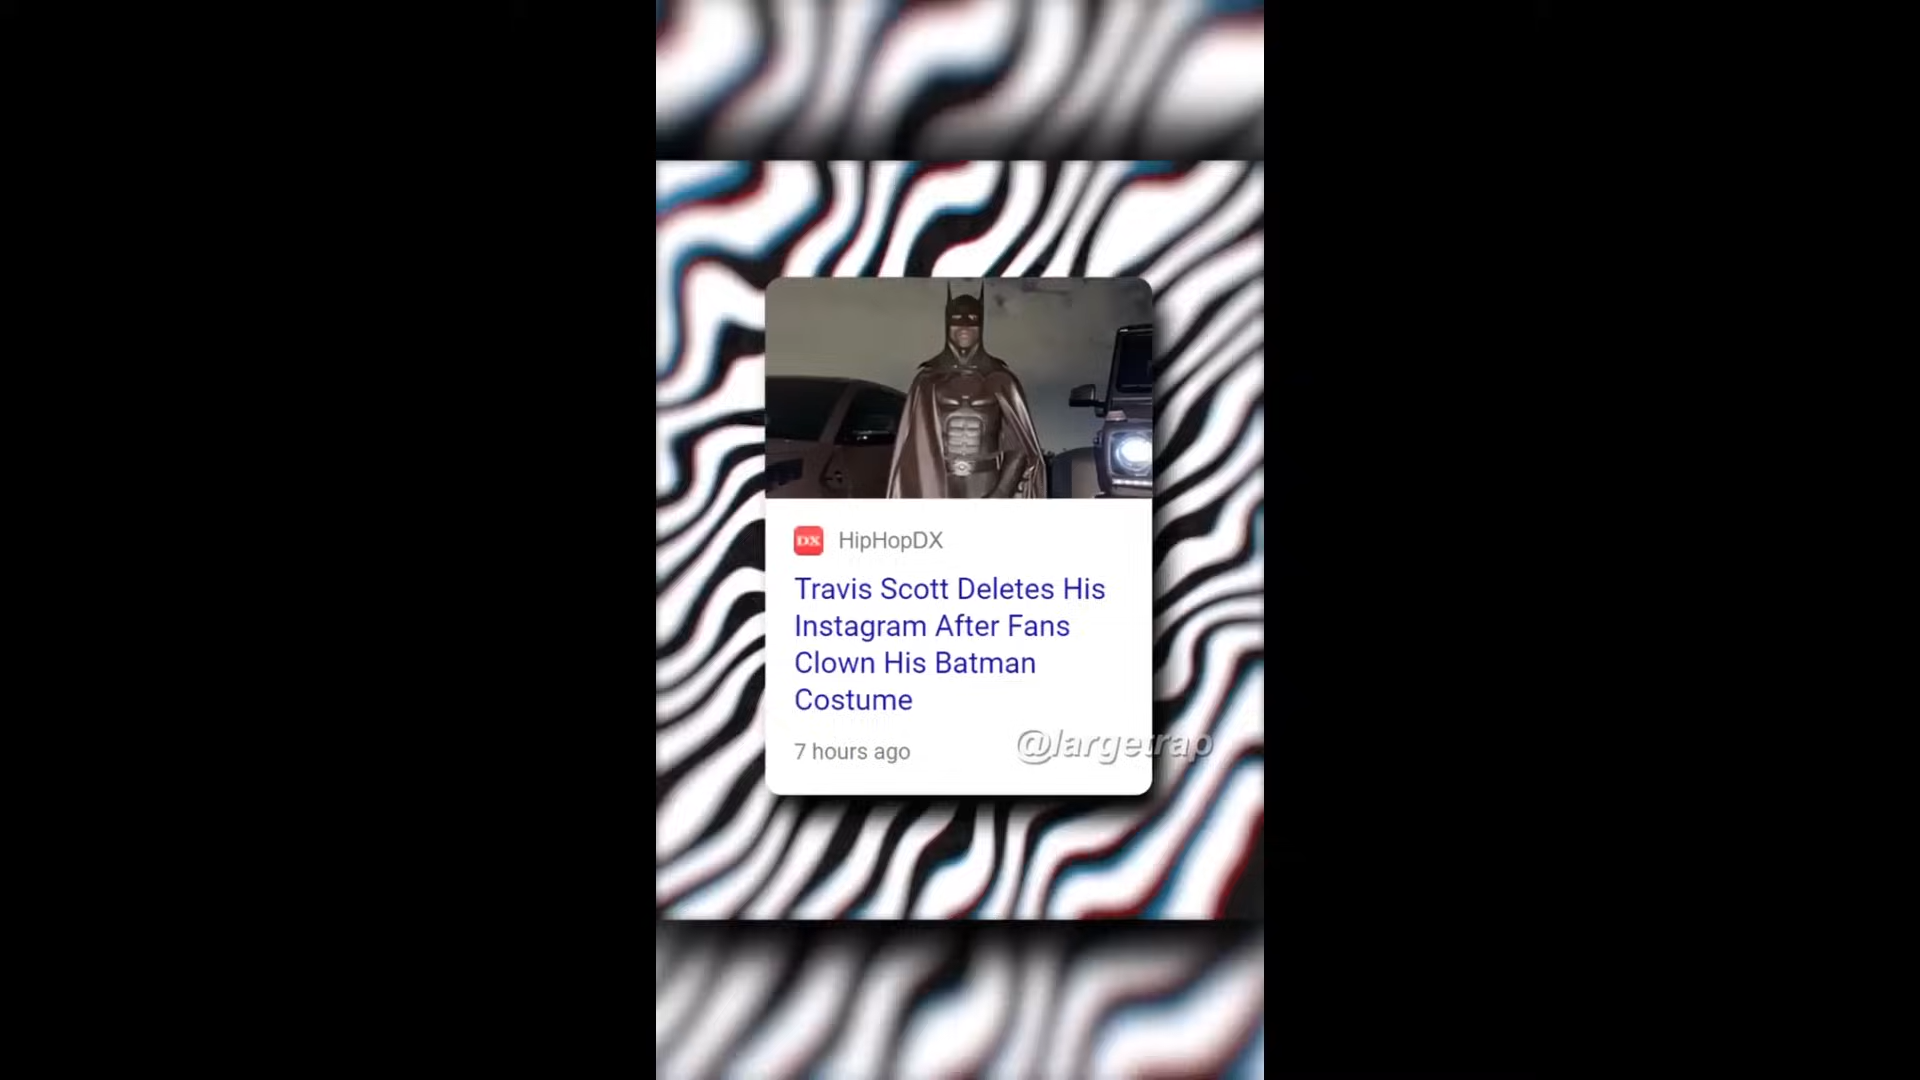 DX HipHopDX
Travis Scott Deletes His
Instagram After Fans
Clown His Batman
Costume
7 hours ago
@largetrap